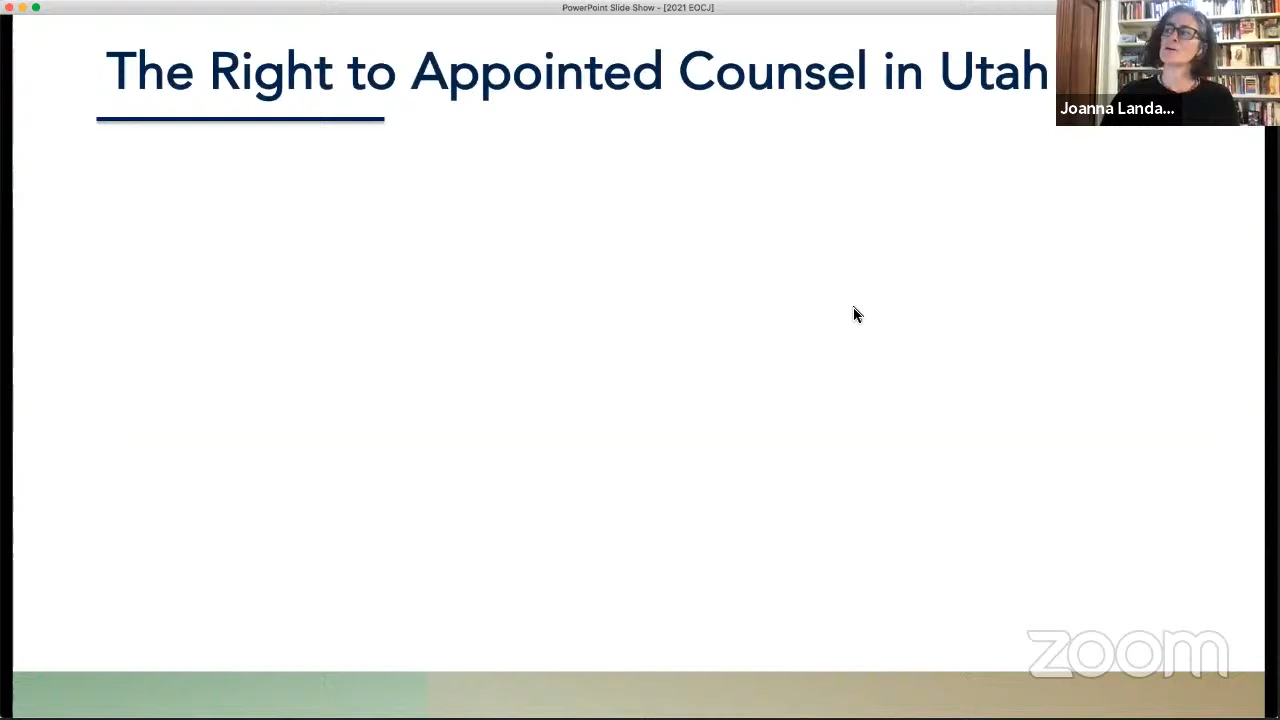 PowerPoint Slide Show - [2021 EOCJ]
The Right to Appointed Counsel in Utah
Joanna Landa...
zoom